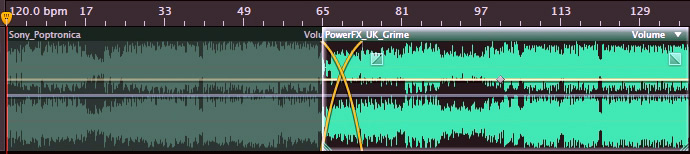 120.0 bpm 17 33 49 65 81 97 113 129
Sony_Poptronica Volu PowerFX_UK_Grime Volume